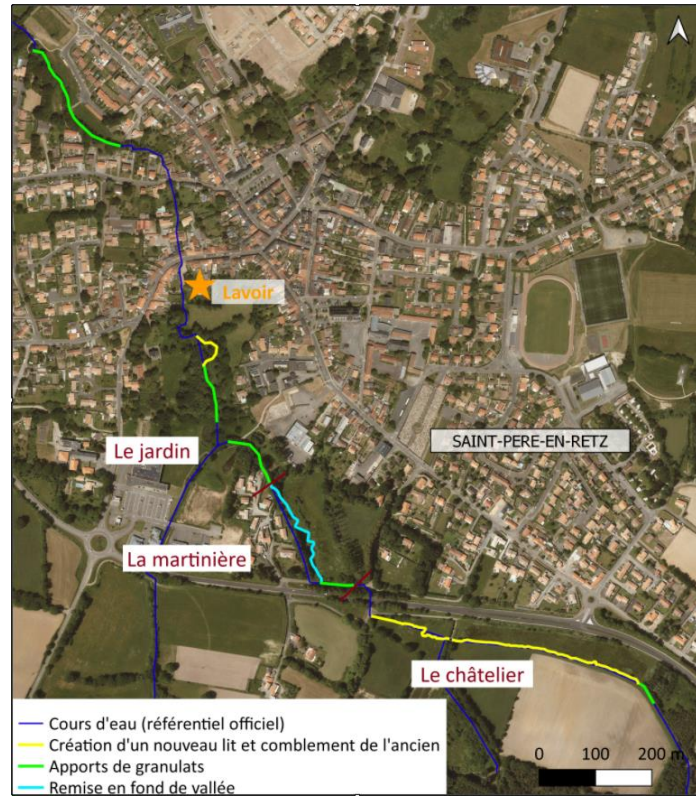 Lavoir
Le jardin
SAINT-PERE-EN-RETZ
La martinière
Le châtelier
Cours d'eau (référentiel officiel)
Création d'un nouveau lit et comblement de l'ancien
Apports de granulats
Remise en fond de vallée
0 100 200 m